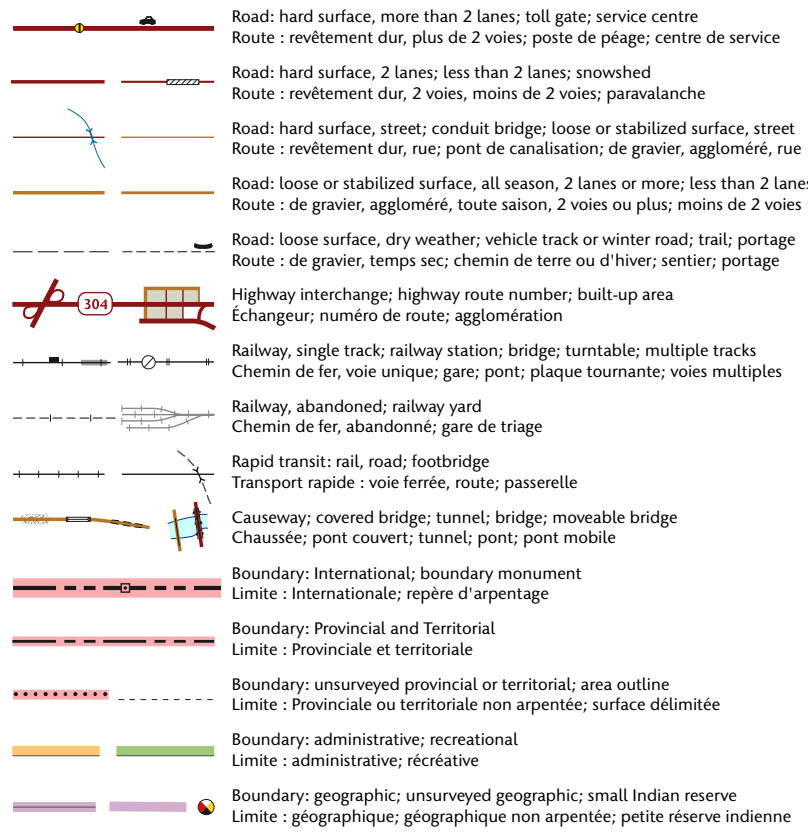 Road: hard surface, more than 2 lanes; toll gate; service centre
Route : revêtement dur, plus de 2 voies; poste de péage; centre de service
Road: hard surface, 2 lanes; less than 2 lanes; snowshed
Route : revêtement dur, 2 voies, moins de 2 voies; paravalanche
Road: hard surface, street; conduit bridge; loose or stabilized surface, street
Route : revêtement dur, rue; pont de canalisation; de gravier, aggloméré, rue
Road: loose or stabilized surface, all season, 2 lanes or more; less than 2 lanes
Route : de gravier, aggloméré, toute saison, 2 voies ou plus; moins de 2 voies
Road: loose surface, dry weather; vehicle track or winter road; trail; portage
Route : de gravier, temps sec; chemin de terre ou d'hiver; sentier; portage
304
Highway interchange; highway route number; built-up area
Échangeur; numéro de route; agglomération
Railway, single track; railway station; bridge; turntable; multiple tracks
Chemin de fer, voie unique; gare; pont; plaque tournante; voies multiples
Railway, abandoned; railway yard
Chemin de fer, abandonné; gare de triage
Rapid transit: rail, road; footbridge
Transport rapide : voie ferrée, route; passerelle
Causeway; covered bridge; tunnel; bridge; moveable bridge
Chaussée; pont couvert; tunnel; pont; pont mobile
Boundary: International; boundary monument
Limite : Internationale; repère d'arpentage
Boundary: Provincial and Territorial
Limite : Provinciale et territoriale
Boundary: unsurveyed provincial or territorial; area outline
Limite : Provinciale ou territoriale non arpentée; surface délimitée
Boundary: administrative; recreational
Limite : administrative; récréative
Boundary: geographic; unsurveyed geographic; small Indian reserve
Limite : géographique; géographique non arpentée; petite réserve indienne